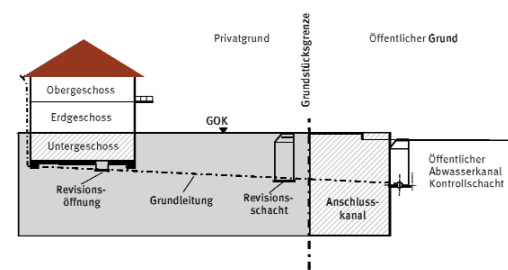 Privatgrund
Grundstücksgrenze
Öffentlicher Grund
Obergeschoss
Erdgeschoss
GOK
Untergeschoss
Revisions-
öffnung
Grundleitung
Revisions-
schacht
Anschluss-
kanal
Öffentlicher
Abwasserkanal
Kontrollschacht